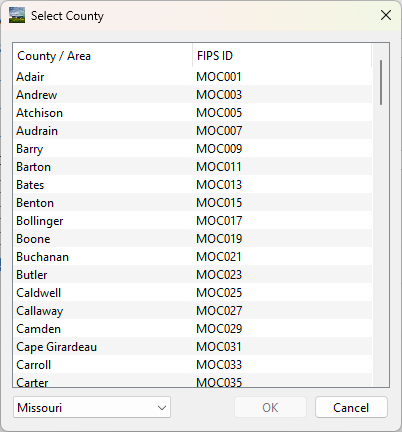 Select County
County / Area FIPS ID
Adair MOC001
Andrew MOC003
Atchison MOC005
Audrain MOC007
Barry MOC009
Barton MOC011
Bates MOC013
Benton MOC015
Bollinger MOC017
Boone MOC019
Buchanan MOC021
Butler MOC023
Caldwell MOC025
Callaway MOC027
Camden MOC029
Cape Girardeau MOC031
Carroll MOC033
Carter MOC035
Missouri OK Cancel